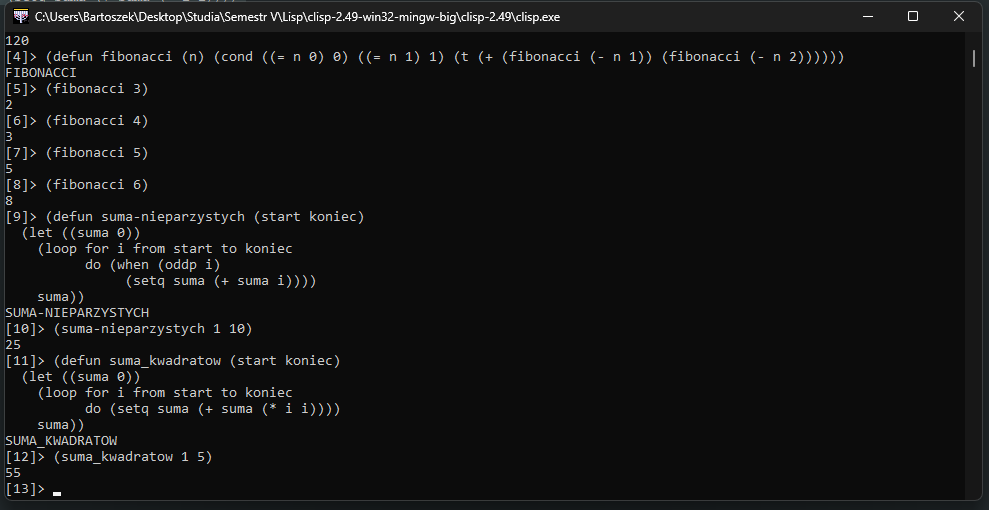 C:\Users\Bartoszek\Desktop\Studia\Semestr V\Lisp\clisp-2.49-win32-mingw-big\clisp-2.49\clisp.exe
120
[4]> (defun fibonacci (n) (cond ((= n 0) 0) ((= n 1) 1) (t (+ (fibonacci (- n 1)) (fibonacci (- n 2))))))
FIBONACCI
[5]> (fibonacci 3)
2
[6]> (fibonacci 4)
3
[7]> (fibonacci 5)
5
[8]> (fibonacci 6)
8
[9]> (defun suma-nieparzystych (start koniec)
  (let ((suma 0))
    (loop for i from start to koniec
          do (when (oddp i)
               (setq suma (+ suma i))))
    suma))
SUMA-NIEPARZYSTYCH
[10]> (suma-nieparzystych 1 10)
25
[11]> (defun suma_kwadratow (start koniec)
  (let ((suma 0))
    (loop for i from start to koniec
          do (setq suma (+ suma (* i i))))
    suma))
SUMA_KWADRATOW
[12]> (suma_kwadratow 1 5)
55
[13]>